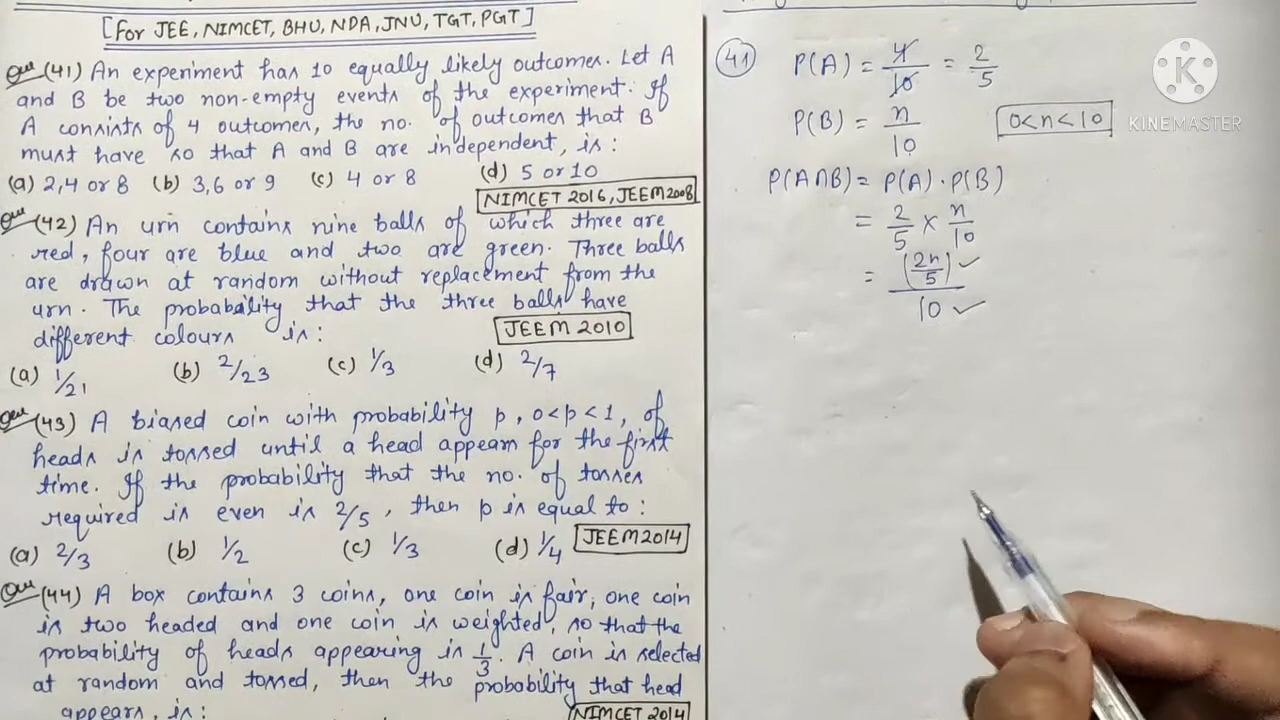 [For JEE, NIMCET, BHU, NDA, JNU, TGT, PGT]
Que (41) An experiment has 10 equally likely outcomes. Let A
and B be two non-empty events of the experiment. If
A consists of 4 outcomes, the no. of outcomes that B
must have so that A and B are independent, is:
(a) 2,4 or 8 (b) 3,6 or 9 (c) 4 or 8 (d) 5 or 10
NIMCET 2016, JEEM 2008
Que (42) An urn contains nine balls of which three are
red, four are blue and two are green. Three balls
are drawn at random without replacement from the
urn. The probability that the three balls have
different colours is:
JEEM 2010
(a) 1/21 (b) 2/23 (c) 1/3 (d) 2/7
Que (43) A biased coin with probability p, 0<p<1, of
heads is tossed until a head appears for the first
time. If the probability that the no. of tosses
required is even is 2/5, then p is equal to:
JEEM 2014
(a) 2/3 (b) 1/2 (c) 1/3 (d) 1/4
Que (44) A box contains 3 coins, one coin is fair, one coin
is two headed and one coin is weighted, so that the
probability of heads appearing is 1/3. A coin is selected
at random and tossed, then the probability that head
appears, is:
NIMCET 2014
41 P(A) = 4/10 = 2/5
P(B) = n/10 0<n<10
P(A∩B) = P(A).P(B)
= 2/5 × n/10
= (2n/5) ✓
10 ✓
K
KINEMASTER